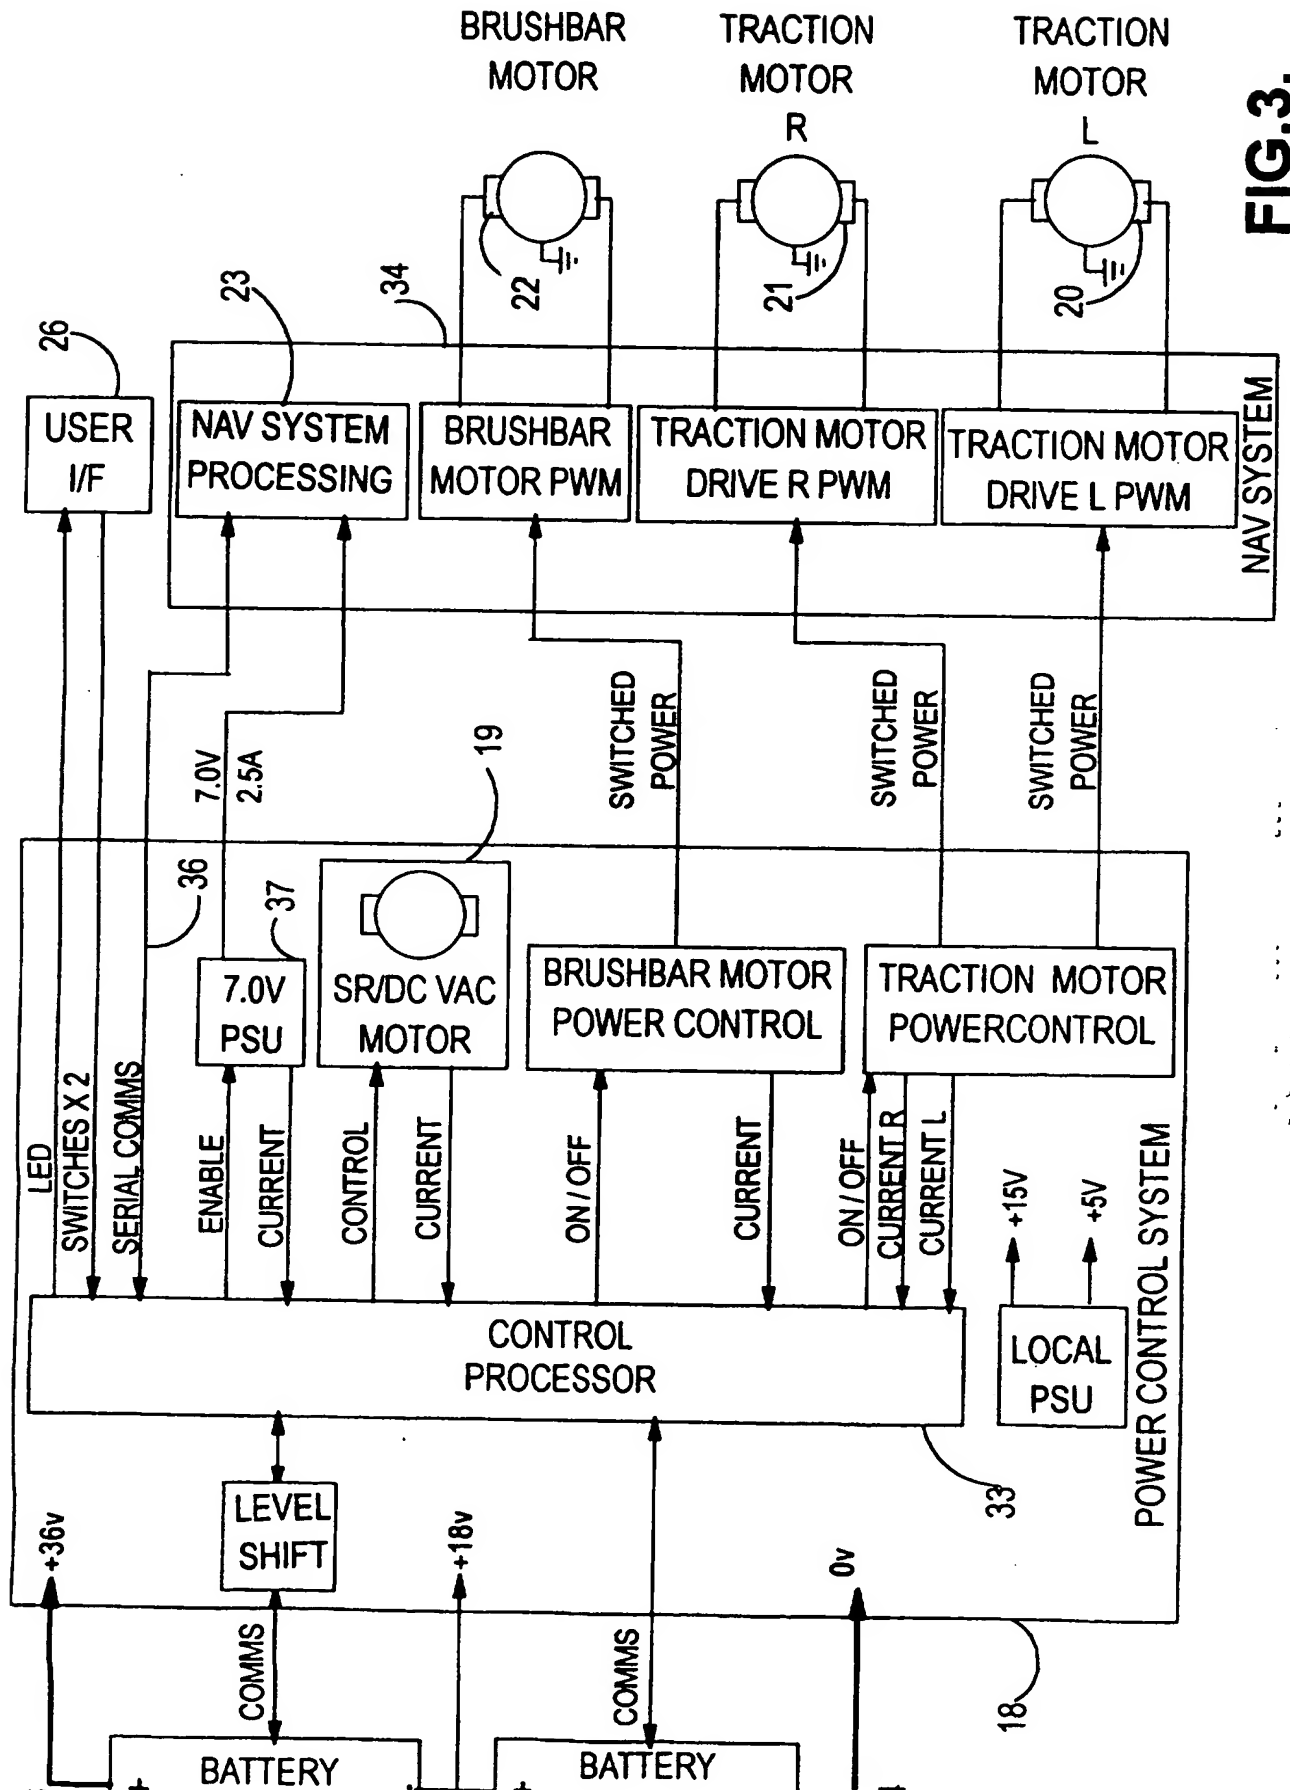 BRUSHBAR
MOTOR
TRACTION
MOTOR
R
TRACTION
MOTOR
L
FIG.3.
22
21
20
26
23
34
USER
I/F
NAV SYSTEM
PROCESSING
BRUSHBAR
MOTOR PWM
TRACTION MOTOR
DRIVE R PWM
TRACTION MOTOR
DRIVE L PWM
NAV SYSTEM
7.0V
2.5A
19
SWITCHED
POWER
SWITCHED
POWER
SWITCHED
POWER
36
37
7.0V
PSU
SR/DC VAC
MOTOR
BRUSHBAR MOTOR
POWER CONTROL
TRACTION MOTOR
POWERCONTROL
LED
SWITCHES X 2
SERIAL COMMS
ENABLE
CURRENT
CONTROL
CURRENT
ON / OFF
CURRENT
ON / OFF
CURRENT R
CURRENT L
+15V
+5V
CONTROL
PROCESSOR
LOCAL
PSU
POWER CONTROL SYSTEM
33
LEVEL
SHIFT
+36v
+18v
0v
COMMS
COMMS
18
BATTERY
BATTERY
+
+